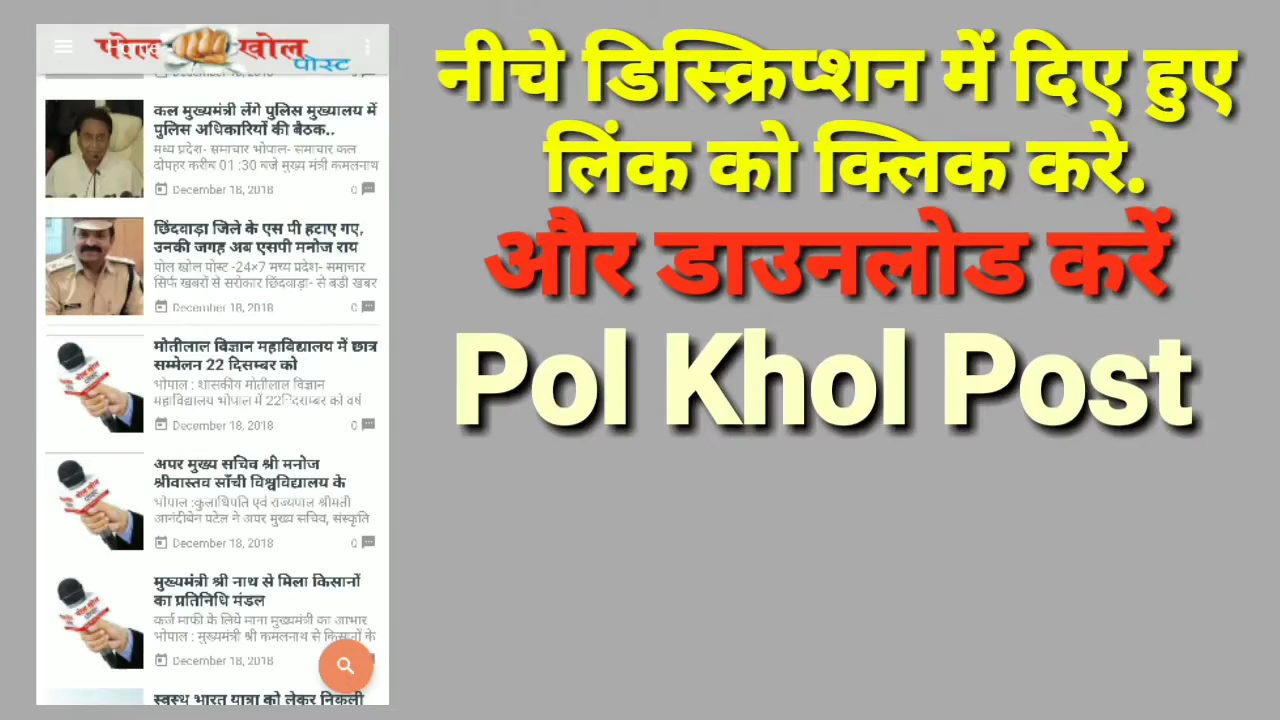 पोल खोल
Home
पोस्ट
December 18, 2018
कल मुख्यमंत्री लेंगे पुलिस मुख्यालय में
पुलिस अधिकारियों की बैठक..
मध्य प्रदेश- समाचार भोपाल- समाचार कल
दोपहर करीब 01:30 बजे मुख्य मंत्री कमलनाथ
December 18, 2018 0
छिंदवाड़ा जिले के एस पी हटाए गए,
उनकी जगह अब एसपी मनोज राय
पोल खोल पोस्ट -24×7 मध्य प्रदेश- समाचार
सिर्फ खबरों से सरोकार छिंदवाड़ा- से बडी खबर
December 18, 2018 0
मोतीलाल विज्ञान महाविद्यालय में छात्र
सम्मेलन 22 दिसम्बर को
भोपाल : शासकीय मोतीलाल विज्ञान
महाविद्यालय भोपाल में 22 दिसम्बर को वर्ष
December 18, 2018 0
अपर मुख्य सचिव श्री मनोज
श्रीवास्तव साँची विश्वविद्यालय के
भोपाल :कुलाधिपति एवं राज्यपाल श्रीमती
आनंदीबेन पटेल ने अपर मुख्य सचिव, संस्कृति
December 18, 2018 0
मुख्यमंत्री श्री नाथ से मिला किसानों
का प्रतिनिधि मंडल
कर्ज माफी के लिये माना मुख्यमंत्री का आभार
भोपाल : मुख्यमंत्री श्री कमलनाथ से किसानों के
December 18, 2018
स्वस्थ भारत यात्रा को लेकर निकली
नीचे डिस्क्रिप्शन में दिए हुए
लिंक को क्लिक करे.
और डाउनलोड करें
Pol Khol Post